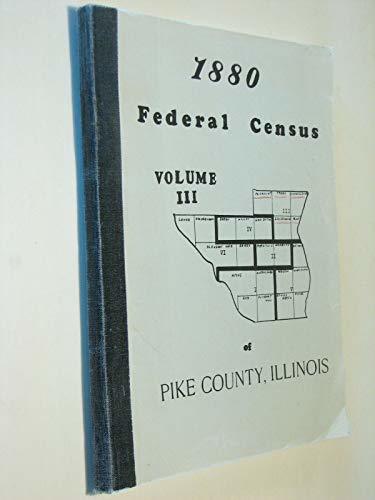 1880
Federal Census
VOLUME
III
III
IV
VI
II
I
V
of
PIKE COUNTY, ILLINOIS